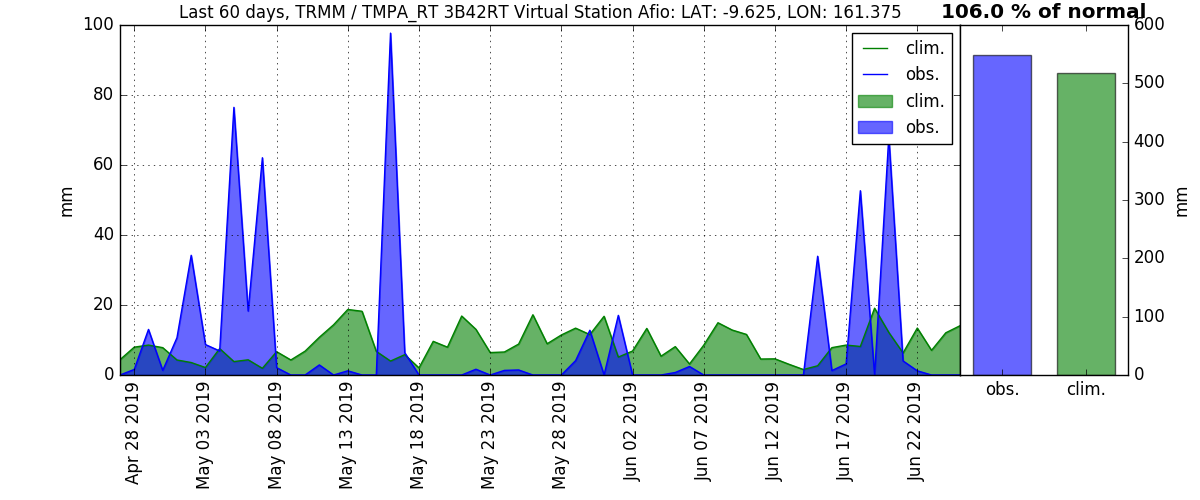 Last 60 days, TRMM / TMPA_RT 3B42RT Virtual Station Afio: LAT: -9.625, LON: 161.375
106.0 % of normal
100
80
60
40
20
0
mm
clim.
obs.
clim.
obs.
Apr 28 2019
May 03 2019
May 08 2019
May 13 2019
May 18 2019
May 23 2019
May 28 2019
Jun 02 2019
Jun 07 2019
Jun 12 2019
Jun 17 2019
Jun 22 2019
600
500
400
300
200
100
0
mm
obs.
clim.